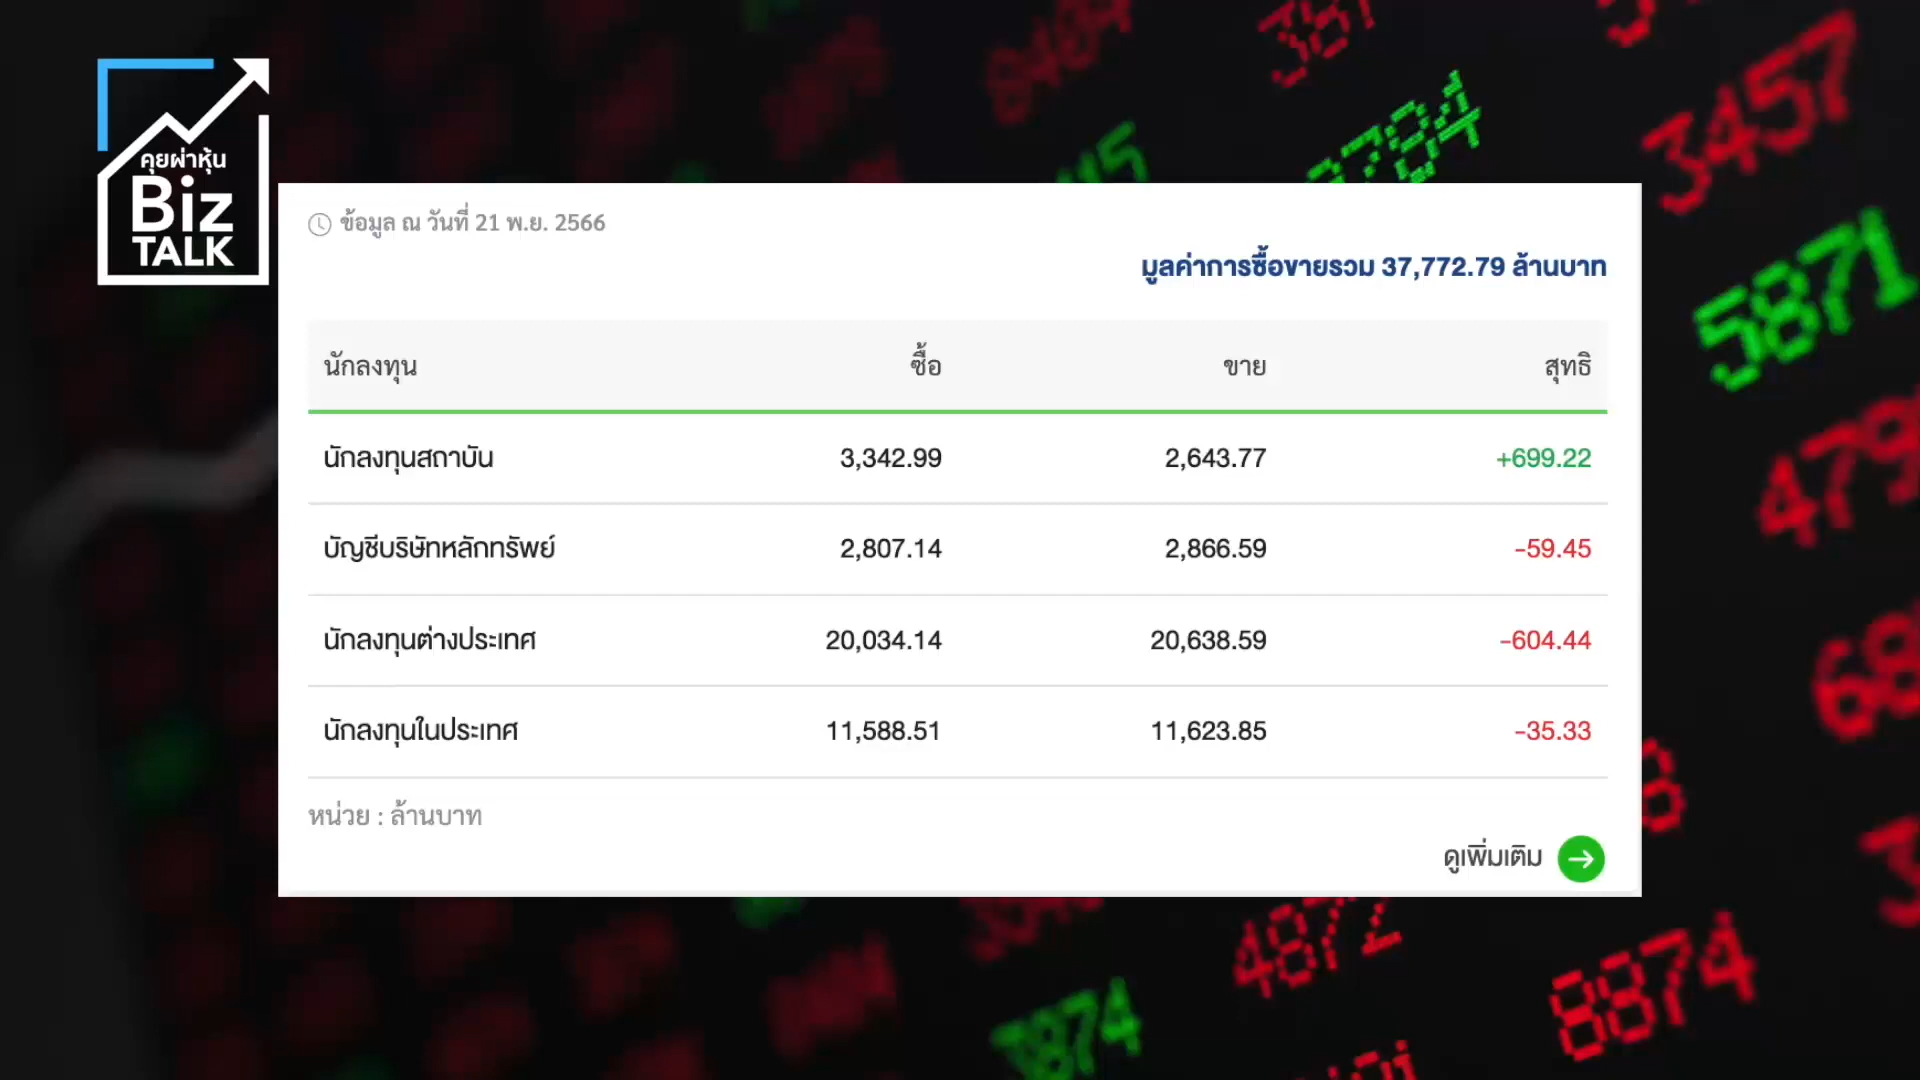 คุยผ่าหุ้น
Biz
TALK
ข้อมูล ณ วันที่ 21 พ.ย. 2566
มูลค่าการซื้อขายรวม 37,772.79 ล้านบาท
นักลงทุน ซื้อ ขาย สุทธิ
นักลงทุนสถาบัน 3,342.99 2,643.77 +699.22
บัญชีบริษัทหลักทรัพย์ 2,807.14 2,866.59 -59.45
นักลงทุนต่างประเทศ 20,034.14 20,638.59 -604.44
นักลงทุนในประเทศ 11,588.51 11,623.85 -35.33
หน่วย : ล้านบาท
ดูเพิ่มเติม
3457
5871
4872
8874